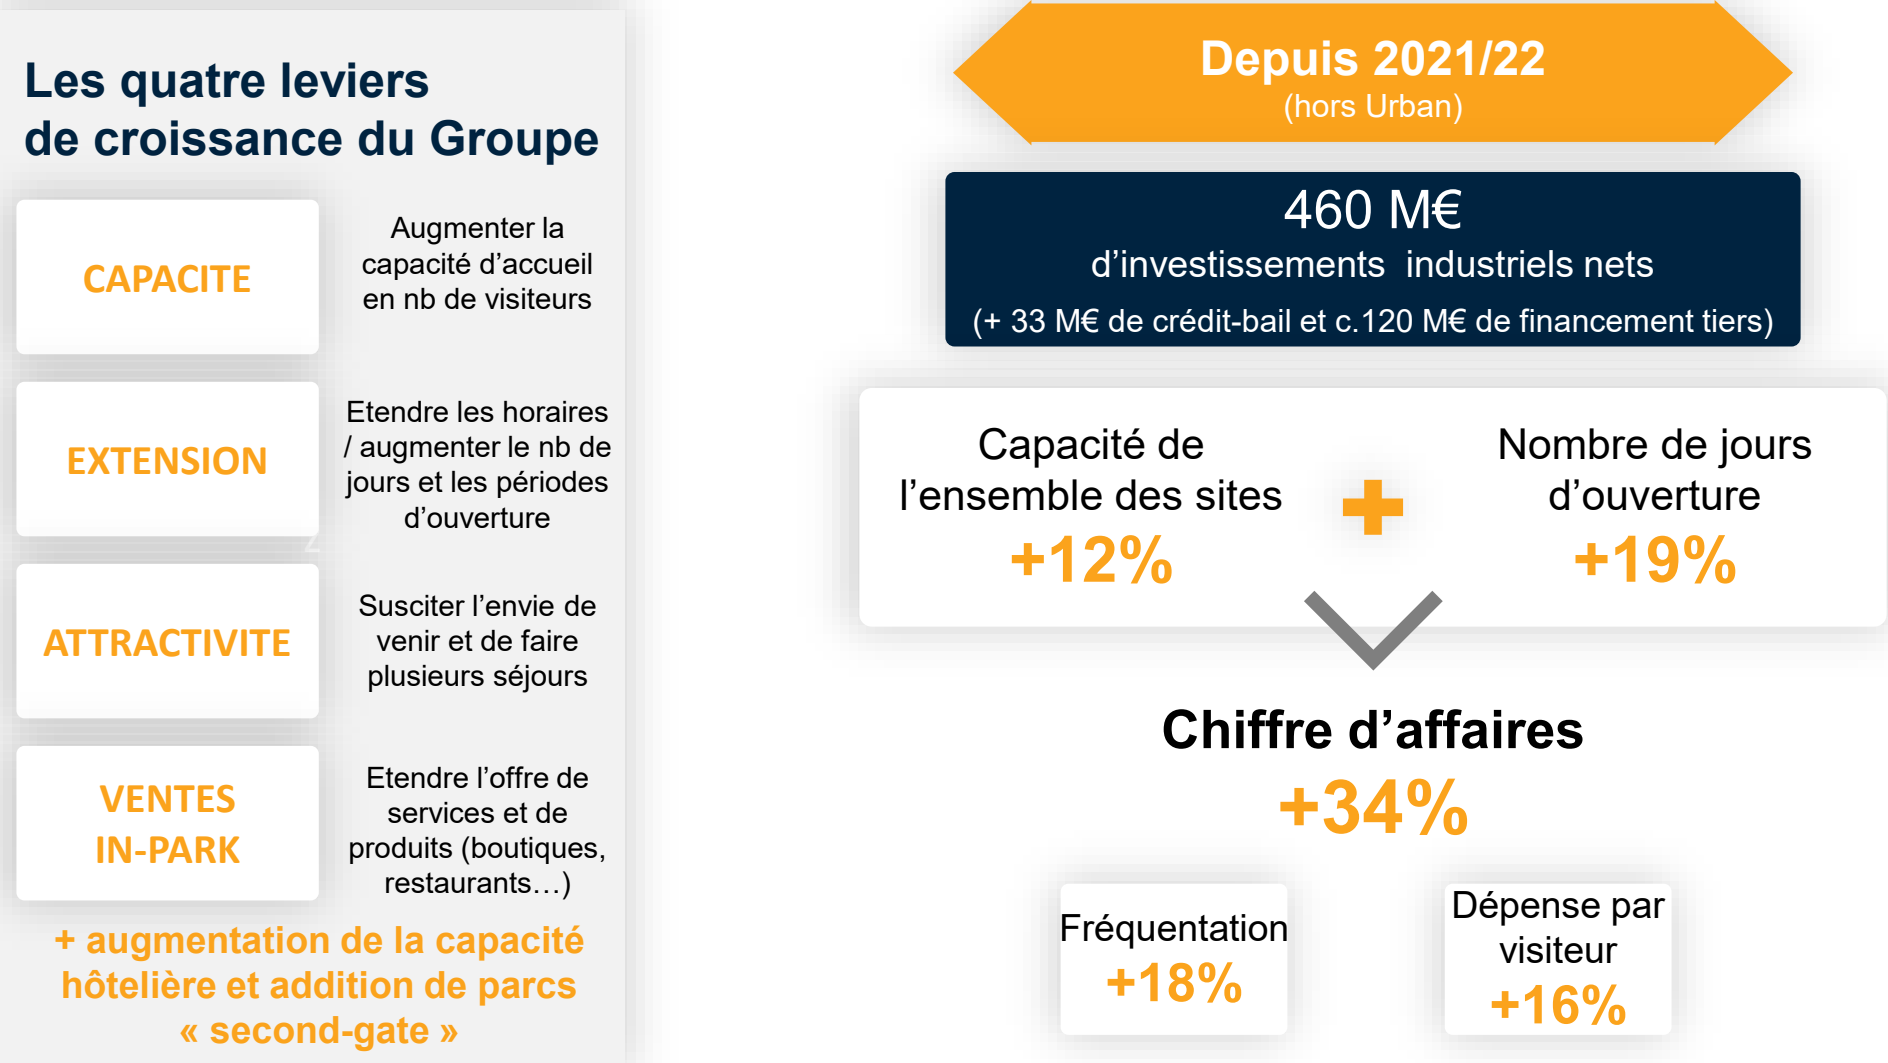 Les quatre leviers
de croissance du Groupe
CAPACITE
Augmenter la
capacité d’accueil
en nb de visiteurs
EXTENSION
Etendre les horaires
/ augmenter le nb de
jours et les périodes
d’ouverture
ATTRACTIVITE
Susciter l’envie de
venir et de faire
plusieurs séjours
VENTES
IN-PARK
Etendre l’offre de
services et de
produits (boutiques,
restaurants…)
+ augmentation de la capacité
hôtelière et addition de parcs
« second-gate »
Depuis 2021/22
(hors Urban)
460 M€
d’investissements industriels nets
(+ 33 M€ de crédit-bail et c.120 M€ de financement tiers)
Capacité de
l’ensemble des sites
+12%
+
Nombre de jours
d’ouverture
+19%
Chiffre d’affaires
+34%
Fréquentation
+18%
Dépense par
visiteur
+16%